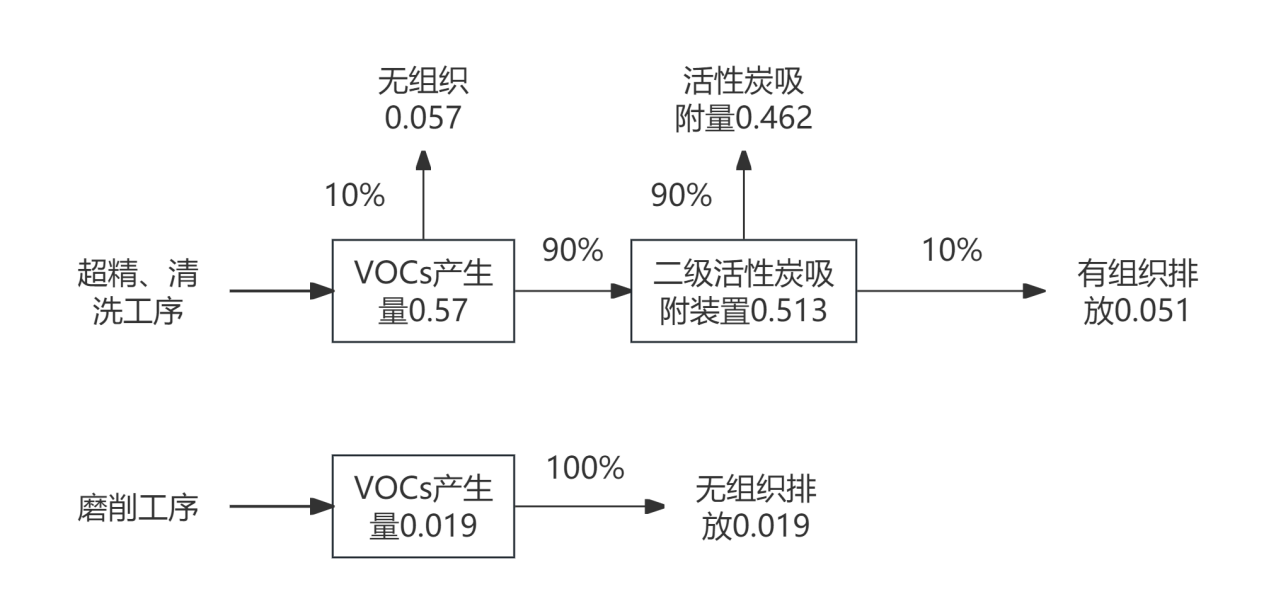 无组织
0.057
活性炭吸
附量0.462
10%
90%
超精、清
洗工序
VOCs产生
量0.57
90%
二级活性炭吸
附装置0.513
10%
有组织排
放0.051
磨削工序
VOCs产生
量0.019
100%
无组织排
放0.019